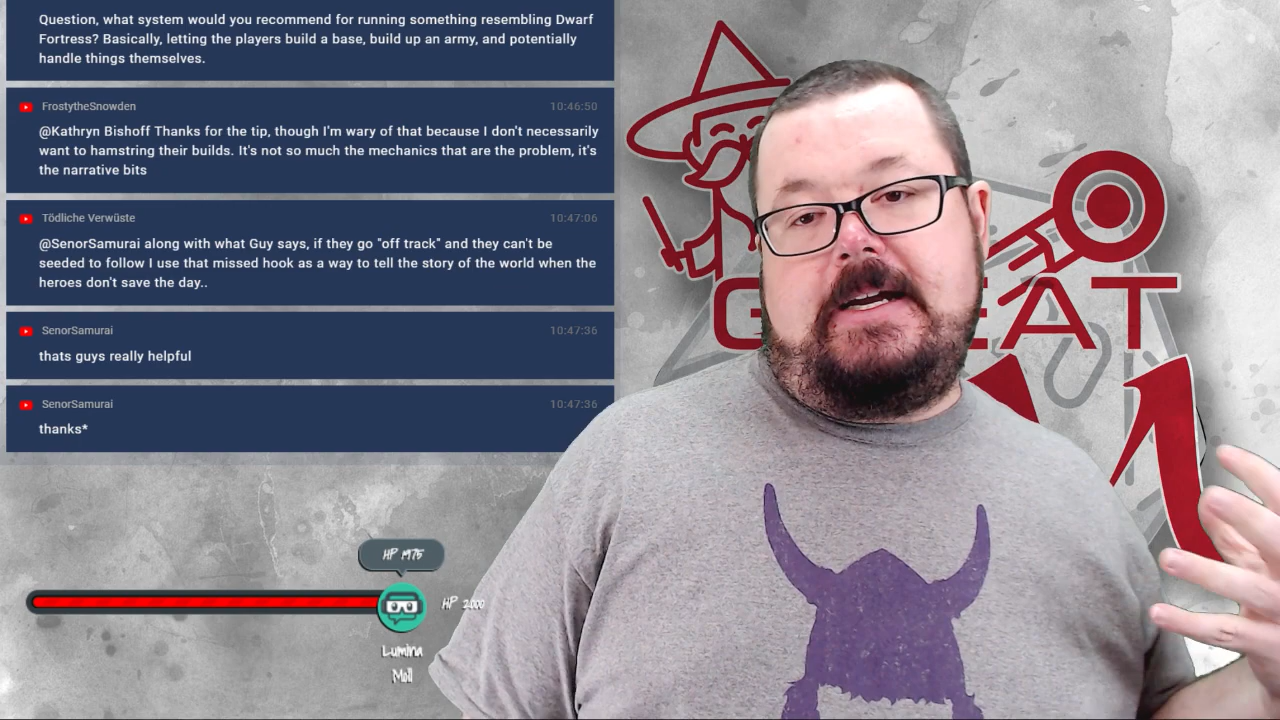 Question, what system would you recommend for running something resembling Dwarf
Fortress? Basically, letting the players build a base, build up an army, and potentially
handle things themselves.
FrostytheSnowden 10:46:50
@Kathryn Bishoff Thanks for the tip, though I'm wary of that because I don't necessarily
want to hamstring their builds. It's not so much the mechanics that are the problem, it's
the narrative bits
Tödliche Verwüste 10:47:06
@SenorSamurai along with what Guy says, if they go "off track" and they can't be
seeded to follow I use that missed hook as a way to tell the story of the world when the
heroes don't save the day..
SenorSamurai 10:47:36
thats guys really helpful
SenorSamurai 10:47:36
thanks*
HP 1975
HP 2000
Lumina
Moll
G EAT